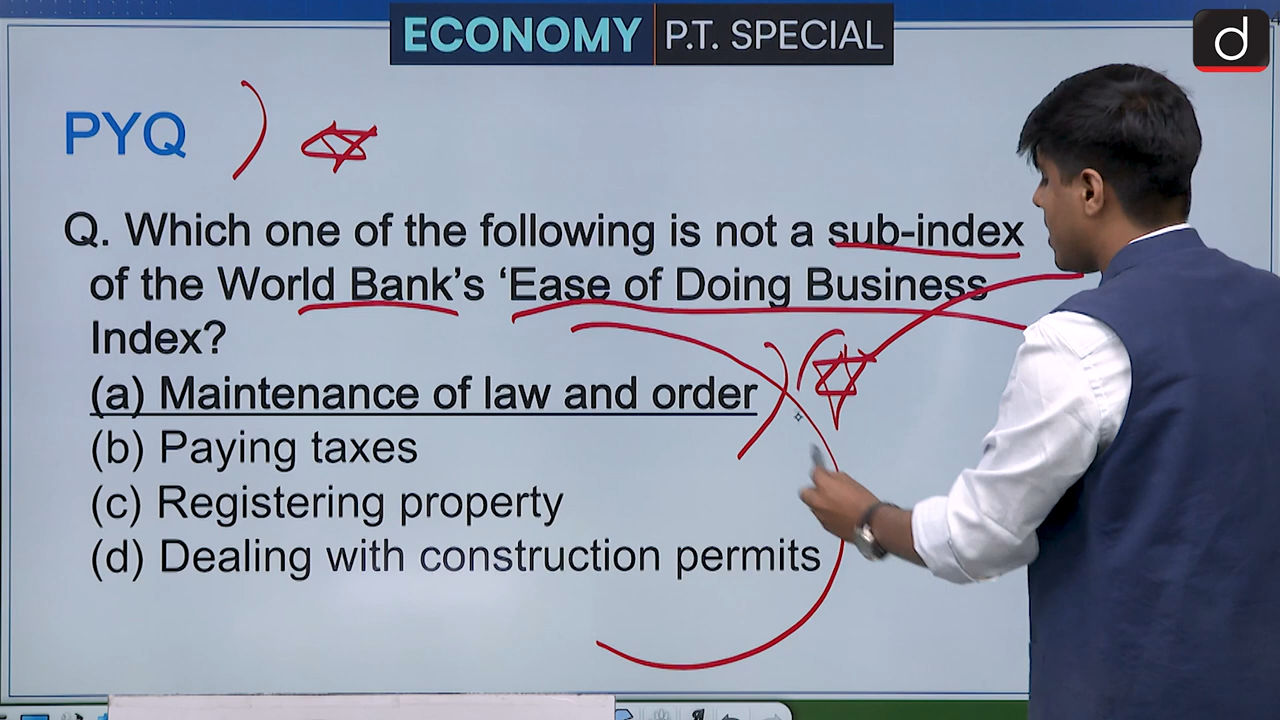 ECONOMY P.T. SPECIAL
d
PYQ
Q. Which one of the following is not a sub-index
of the World Bank's 'Ease of Doing Business
Index?
(a) Maintenance of law and order
(b) Paying taxes
(c) Registering property
(d) Dealing with construction permits